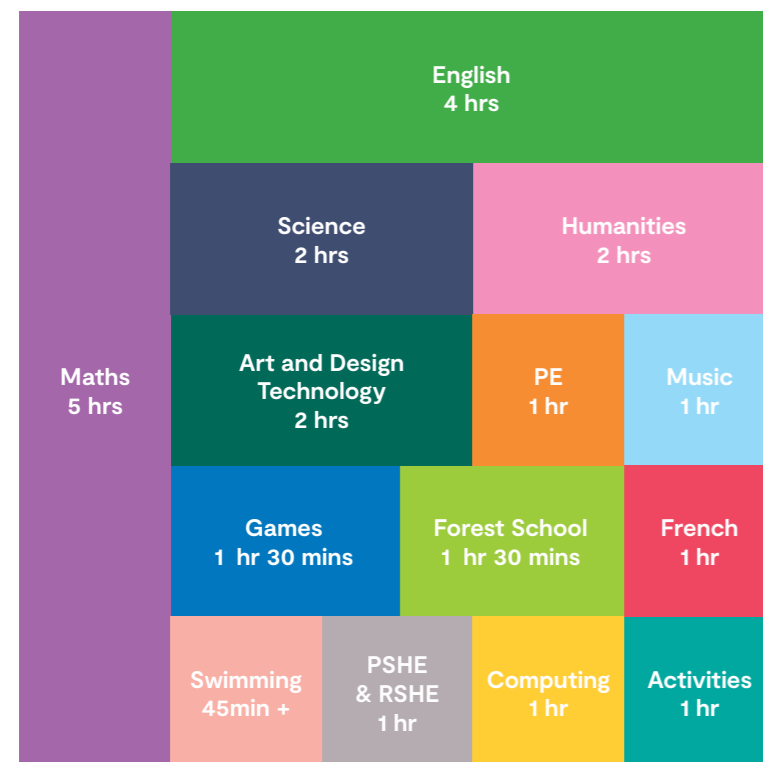 English
4 hrs
Science
2 hrs
Humanities
2 hrs
Maths
5 hrs
Art and Design
Technology
2 hrs
PE
1 hr
Music
1 hr
Games
1 hr 30 mins
Forest School
1 hr 30 mins
French
1 hr
Swimming
45min +
PSHE
& RSHE
1 hr
Computing
1 hr
Activities
1 hr